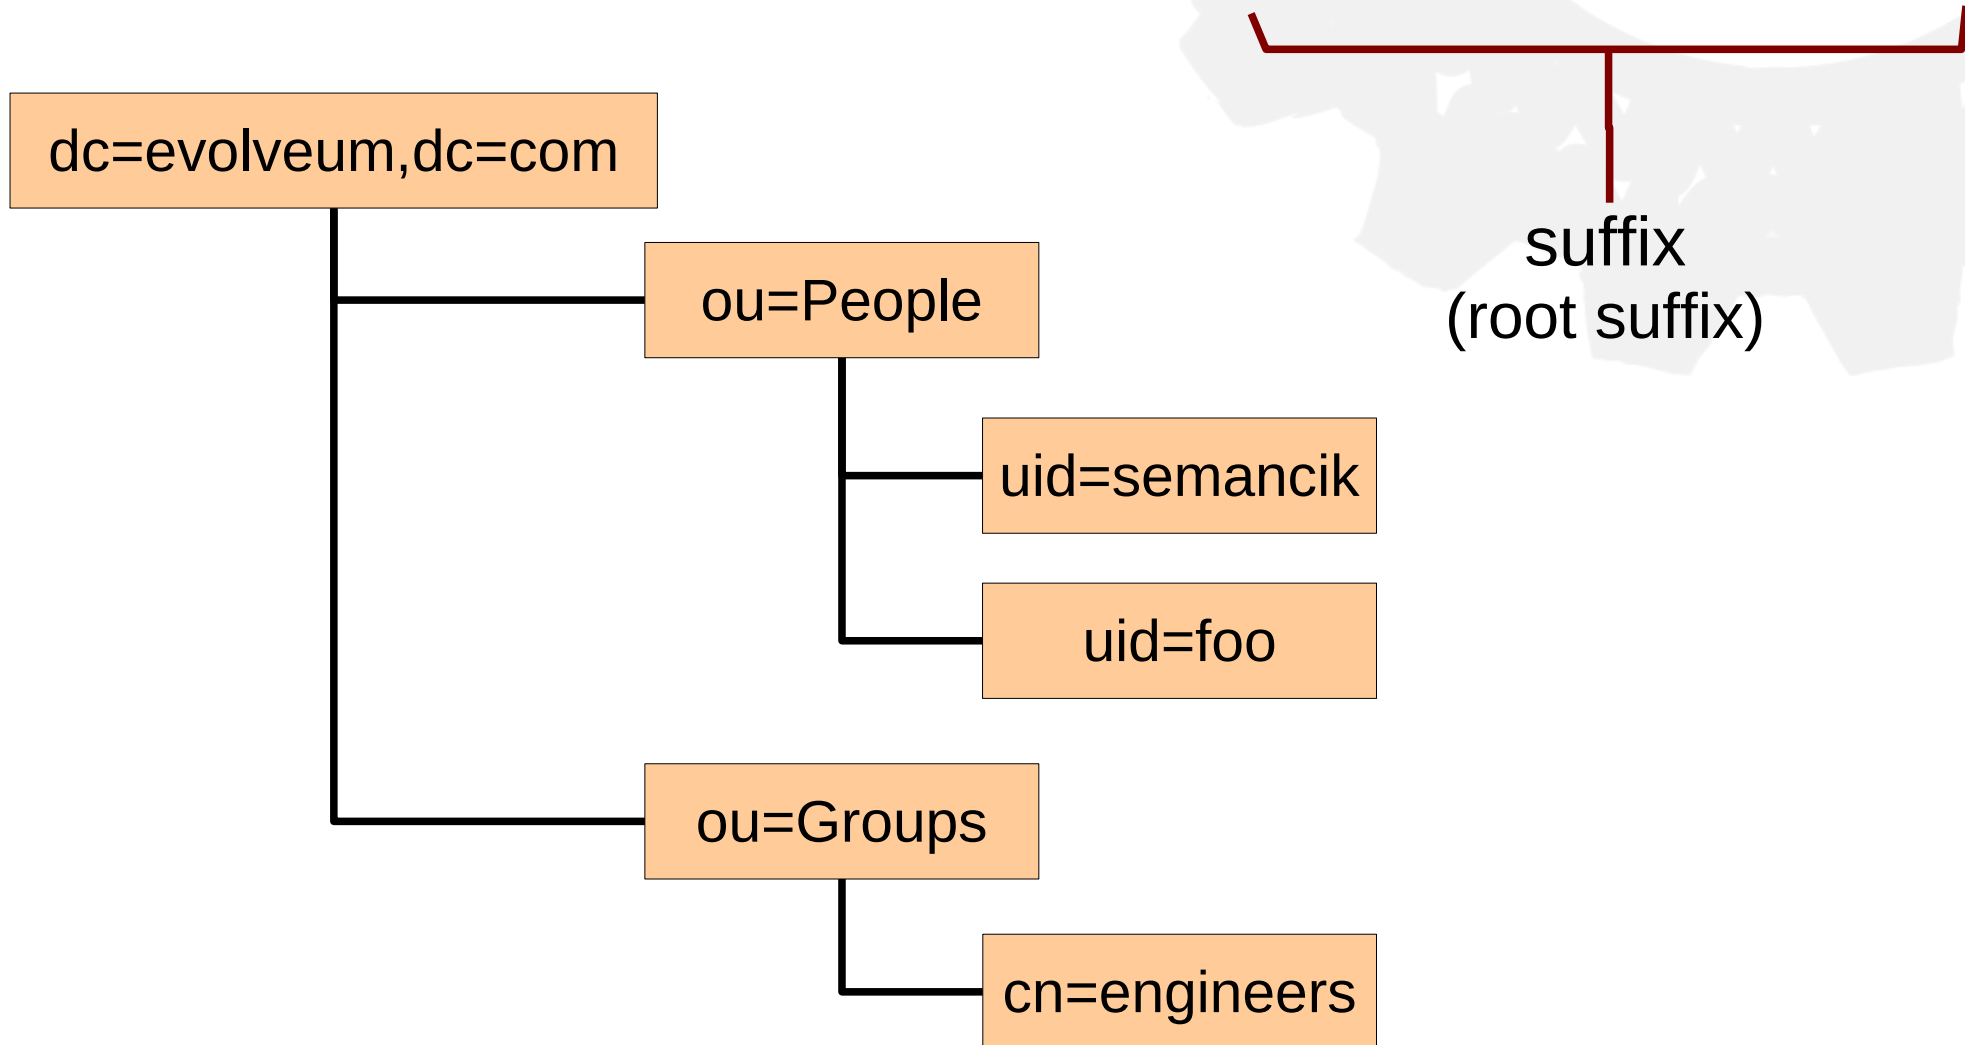 dc=evolveum,dc=com
suffix
(root suffix)
ou=People
uid=semancik
uid=foo
ou=Groups
cn=engineers